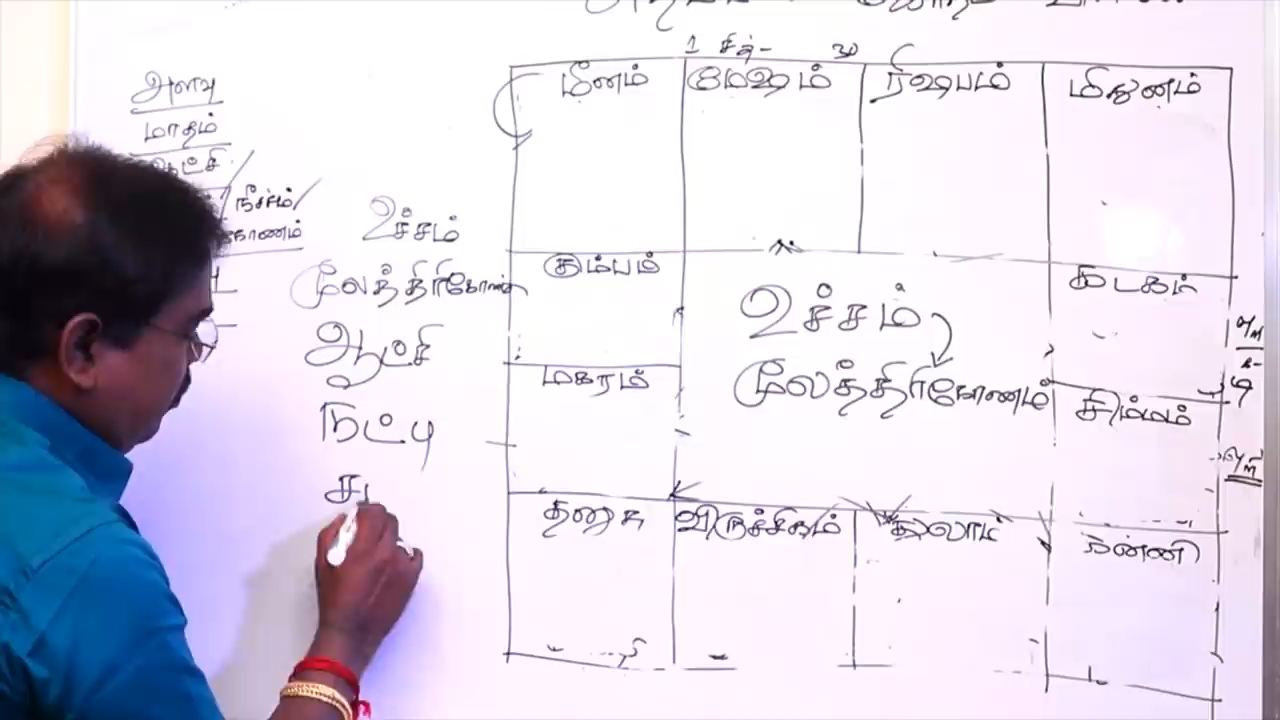 1 சித் -
மீனம் மேஷம் ரிஷபம் மிதுனம்
அளவு
மாதம்
ஆட்சி
நீசம்/
கோணம்
உச்சம்
மூலத்திரிகோண
ஆட்சி
நட்பு
ச
கும்பம் கடகம்
மகரம் சிம்மம்
உச்சம்
மூலத்திரிகோணம்
தனுசு விருச்சிகம் துலாம் கன்னி